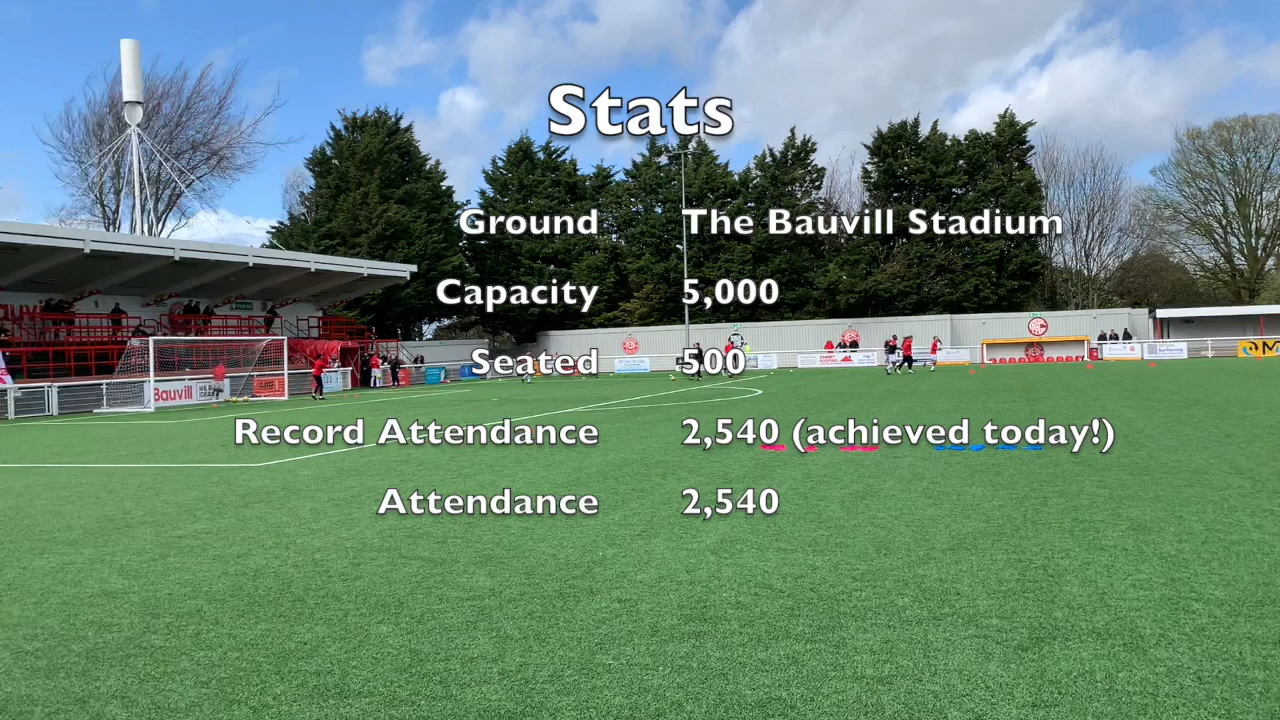 Stats
Ground The Bauvill Stadium
Capacity 5,000
Seated 500
Record Attendance 2,540 (achieved today!)
Attendance 2,540
Bauvill